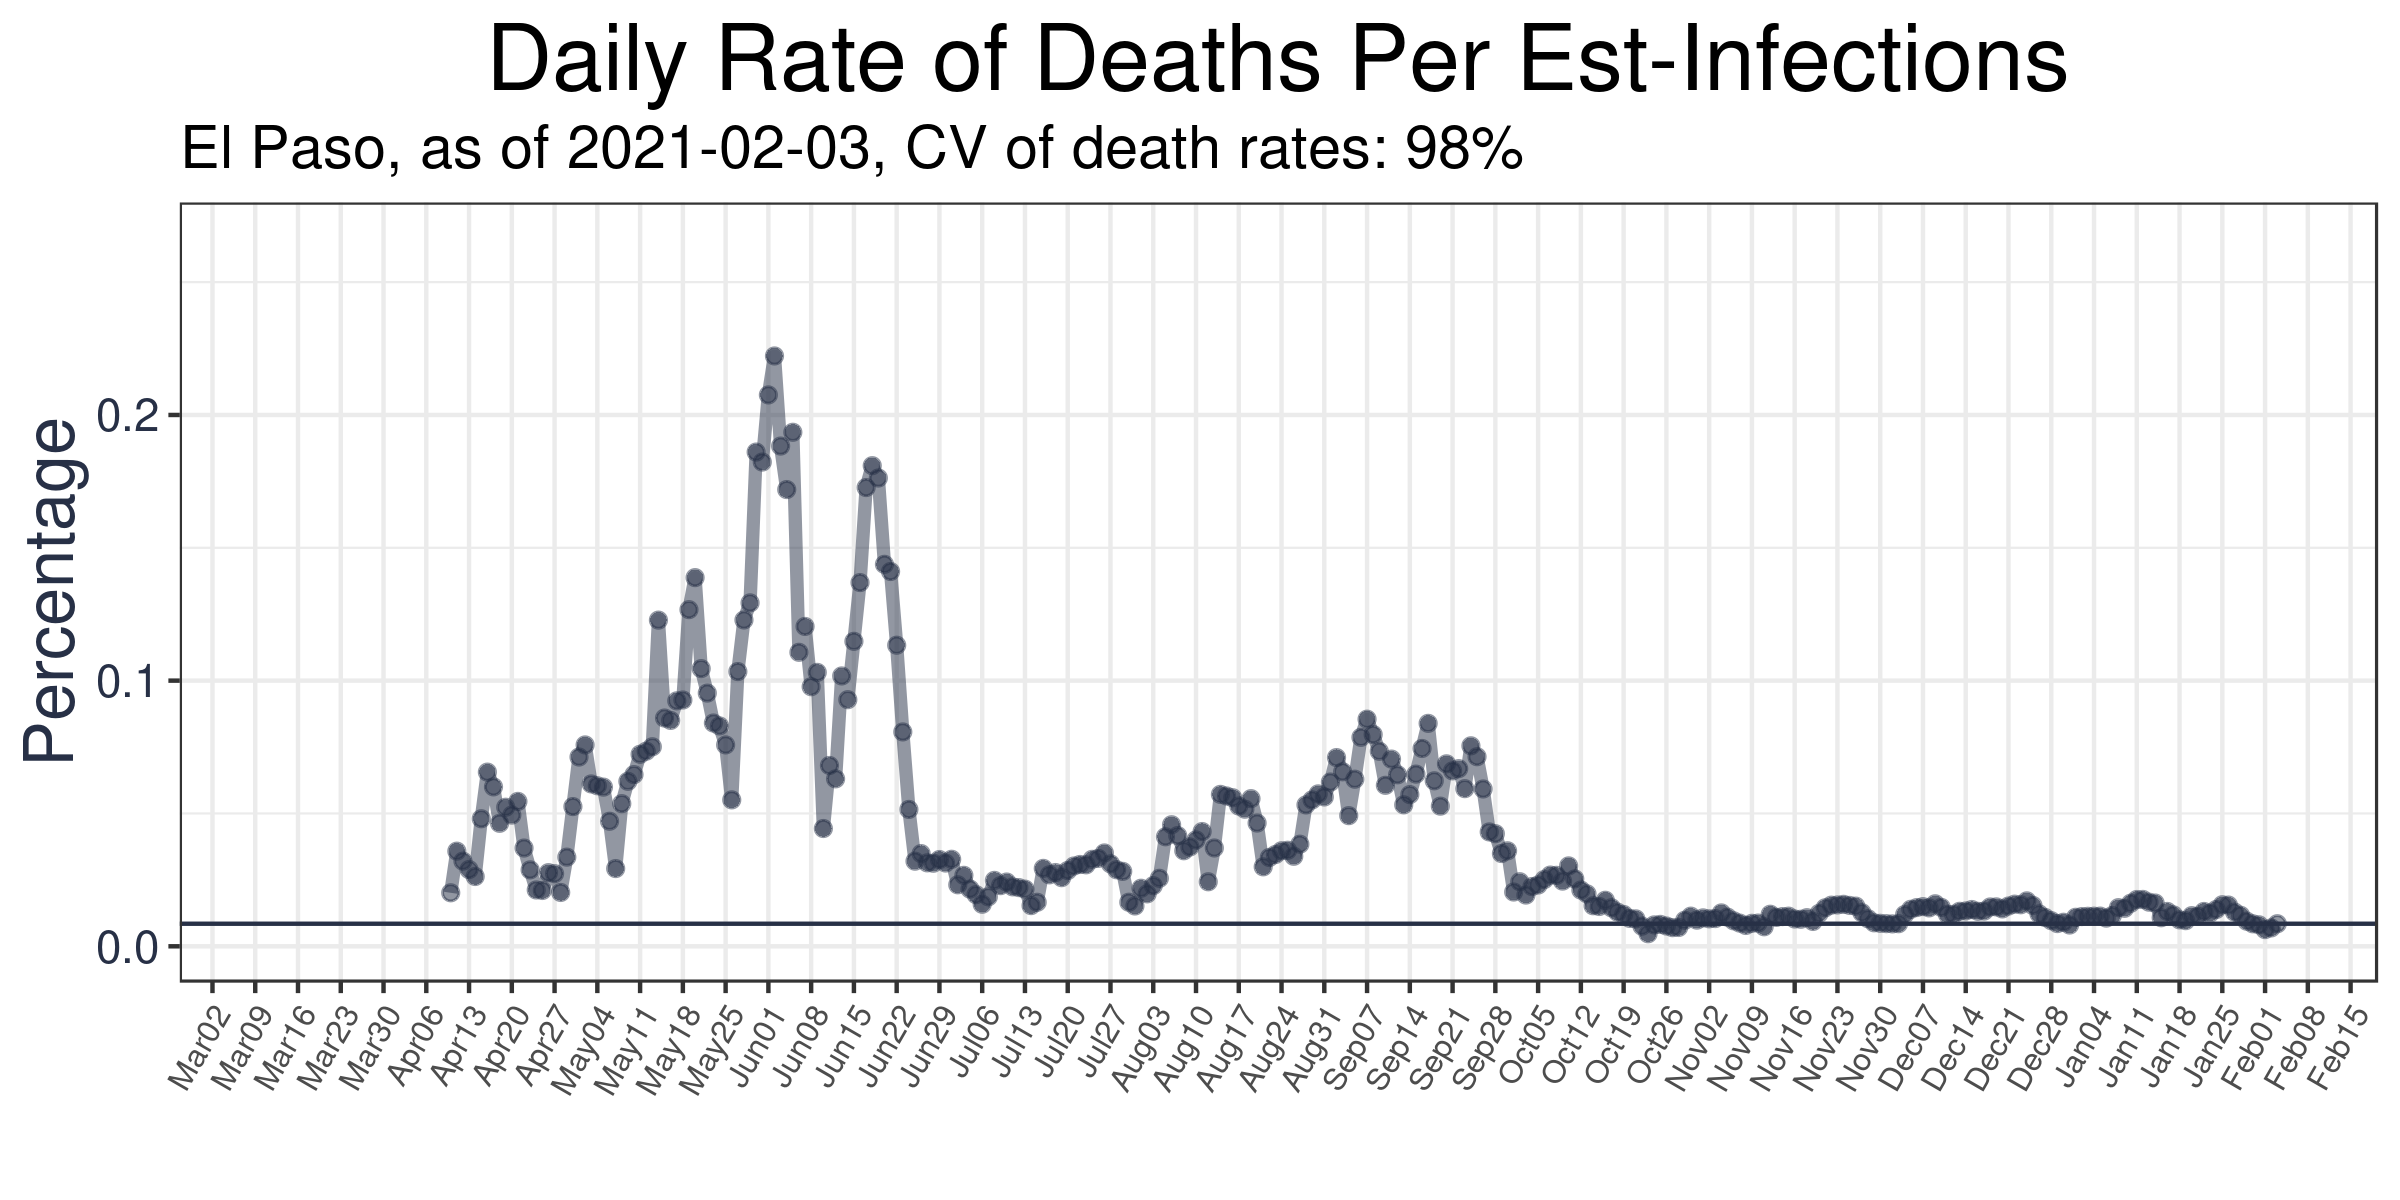 Daily Rate of Deaths Per Est-Infections
El Paso, as of 2021-02-03, CV of death rates: 98%
Percentage
0.2
0.1
0.0
Mar02
Mar09
Mar16
Mar23
Mar30
Apr06
Apr13
Apr20
Apr27
May04
May11
May18
May25
Jun01
Jun08
Jun15
Jun22
Jun29
Jul06
Jul13
Jul20
Jul27
Aug03
Aug10
Aug17
Aug24
Aug31
Sep07
Sep14
Sep21
Sep28
Oct05
Oct12
Oct19
Oct26
Nov02
Nov09
Nov16
Nov23
Nov30
Dec07
Dec14
Dec21
Dec28
Jan04
Jan11
Jan18
Jan25
Feb01
Feb08
Feb15